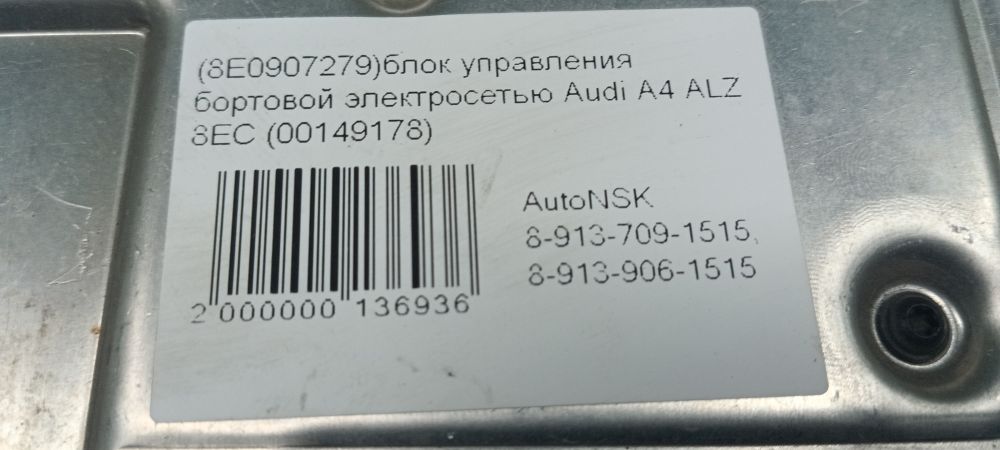 (8E0907279)блок управления
бортовой электросетью Audi A4 ALZ
8EC (00149178)
AutoNSK
8-913-709-1515,
8-913-906-1515
2 000000 136936